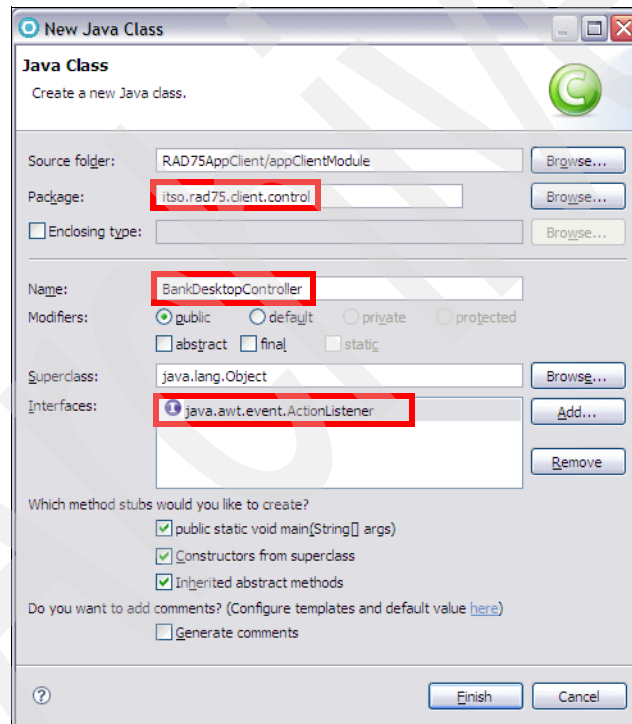 New Java Class
Java Class
Create a new Java class.
Source folder: RAD75AppClient/appClientModule Browse...
Package: itso.rad75.client.control Browse...
Enclosing type: Browse...
Name: BankDesktopController
Modifiers: public default private protected
abstract final static
Superclass: java.lang.Object Browse...
Interfaces: java.awt.event.ActionListener Add...
Remove
Which method stubs would you like to create?
public static void main(String[] args)
Constructors from superclass
Inherited abstract methods
Do you want to add comments? (Configure templates and default value here)
Generate comments
Finish Cancel